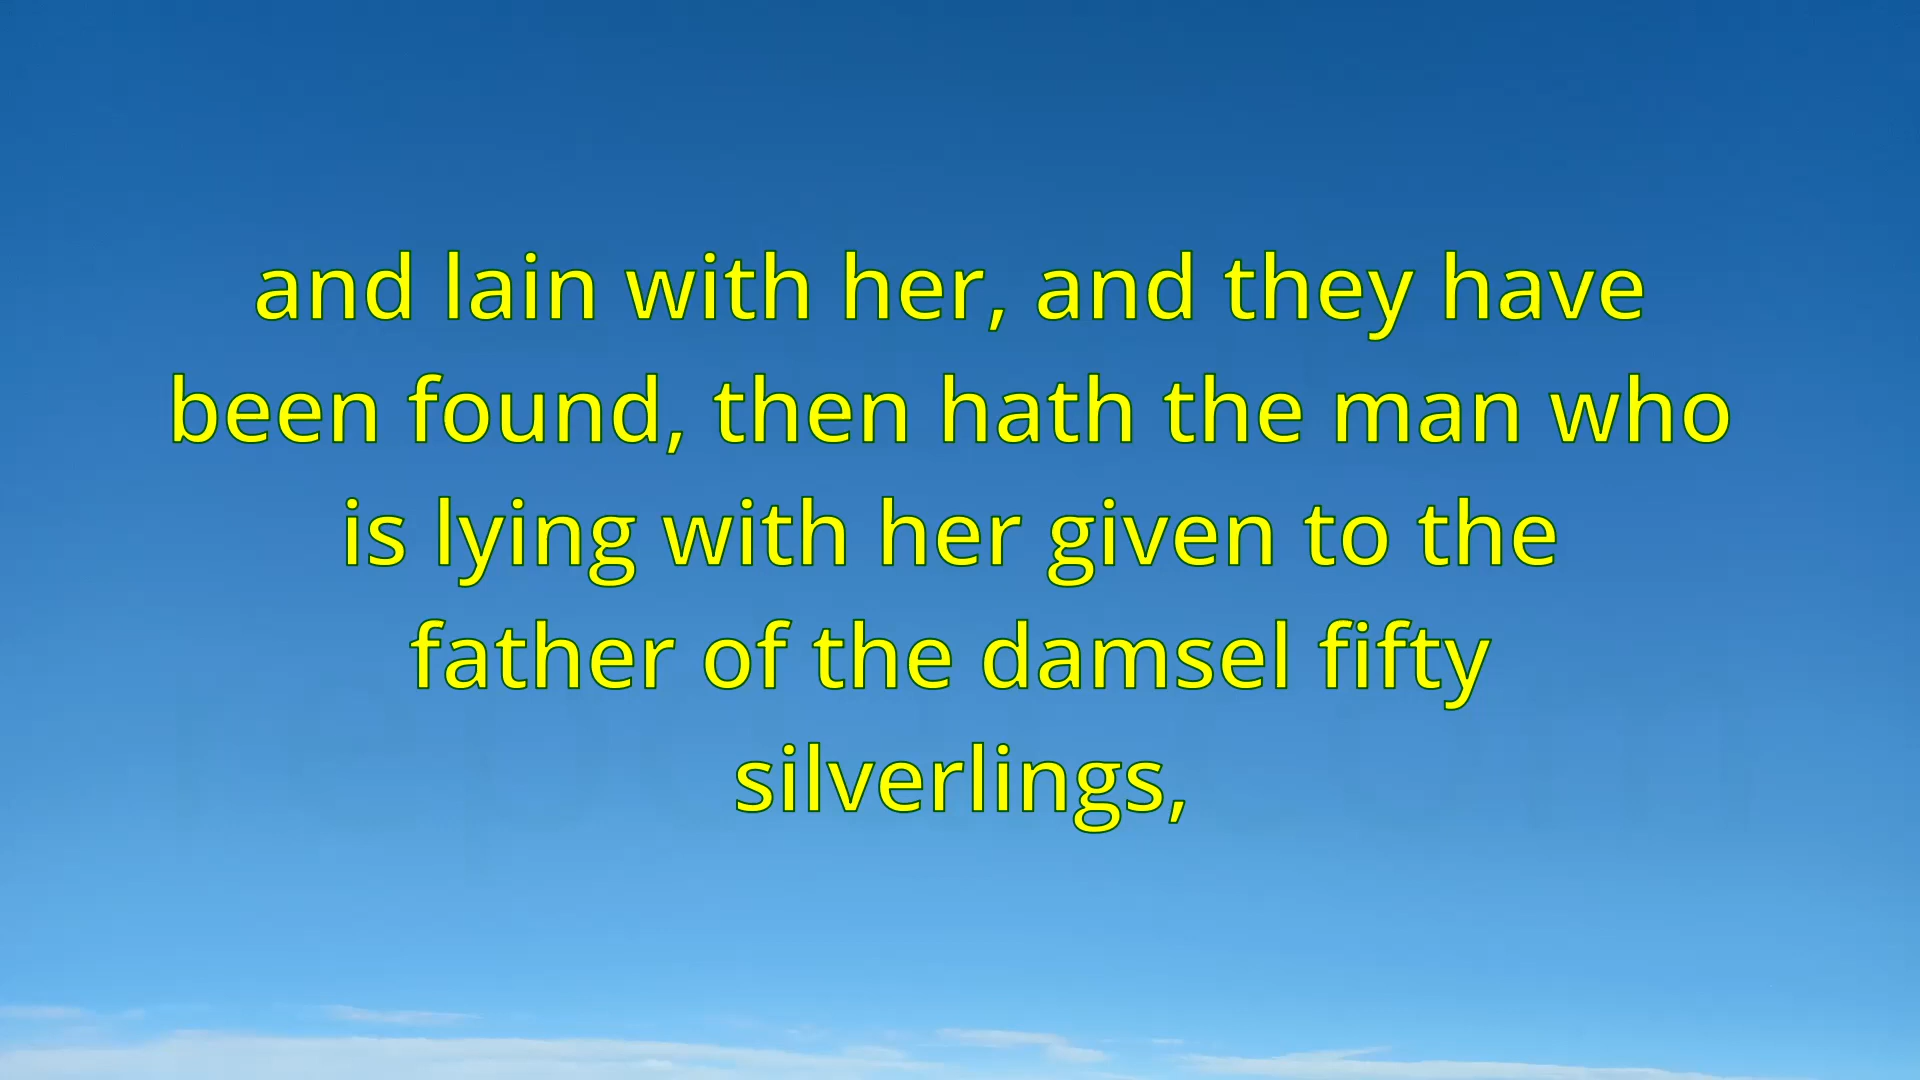 and lain with her, and they have
been found, then hath the man who
is lying with her given to the
father of the damsel fifty
silverlings,